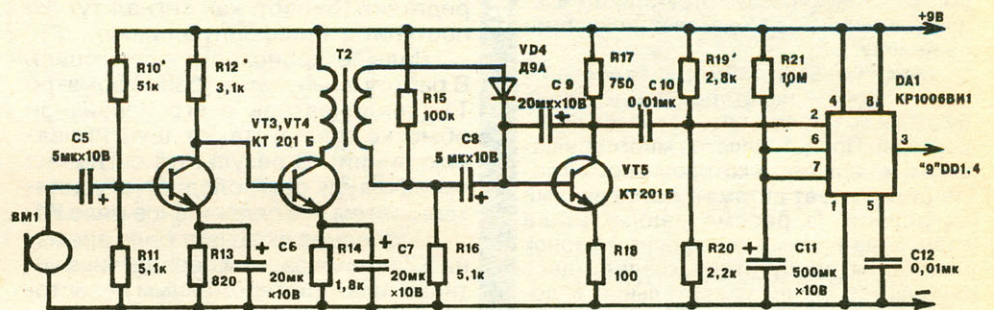 +9В
R10*
51к
R12*
3,1к
T2
VD4
Д9А
R17
750
R19*
2,8к
R21
10М
DA1
КР1006ВИ1
C5
5мк×10В
VT3,VT4
КТ 201 Б
R15
100к
C9
20мк×10В
C10
0,01мк
C8
5 мк×10В
4
8
2
6
7
3
1
5
"9"DD1.4
BM1
VT5
КТ 201 Б
R11
5,1к
R13
820
C6
20мк
×10В
R14
1,8к
C7
20мк
×10В
R16
5,1к
R18
100
R20
2,2к
C11
500мк
×10В
C12
0,01мк